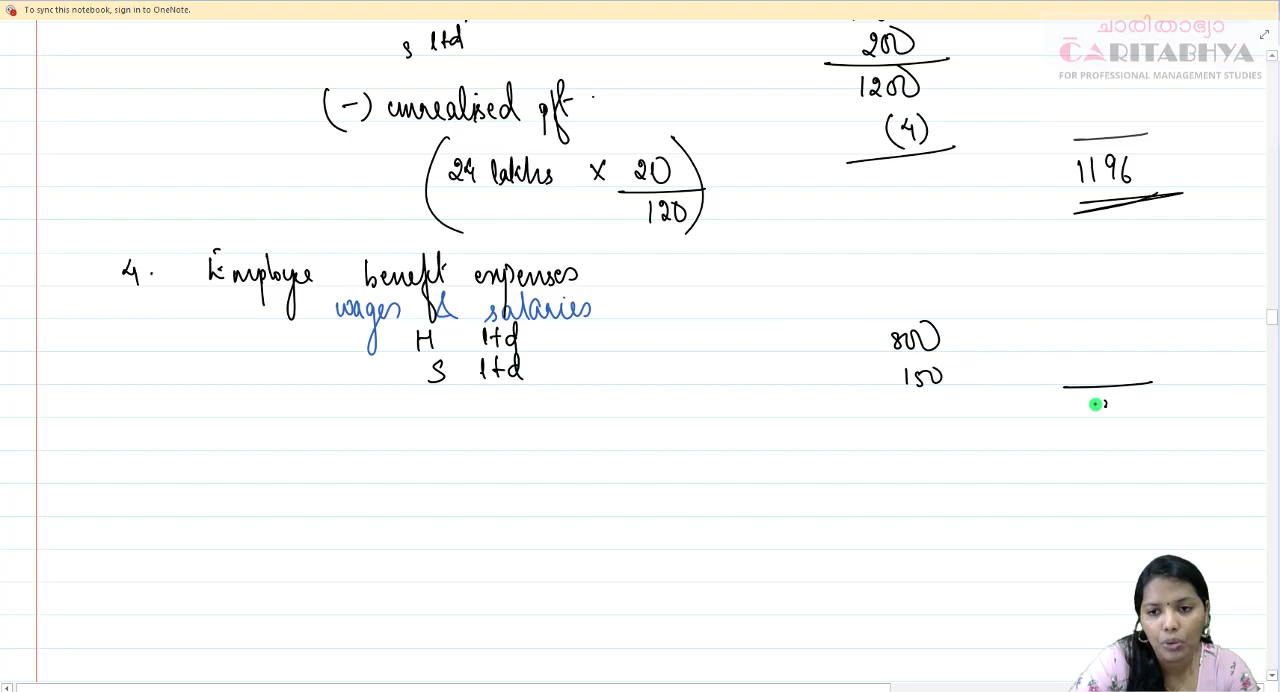 To sync this notebook, sign in to OneNote.
ചാരിതാഭ്യാ
CĀRITABHYA
FOR PROFESSIONAL MANAGEMENT STUDIES
S ltd 200
1200
(-) unrealised pft (4)
(24 lakhs × 20/120) 1196
4. Employee benefit expenses
wages & salaries
H ltd 800
S ltd 150